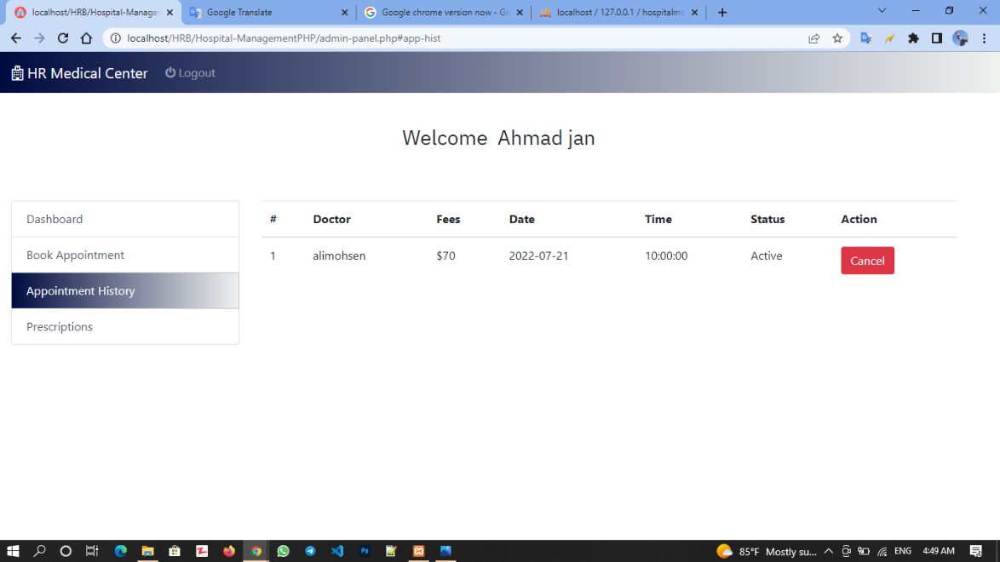 localhost/HRB/Hospital-Manager
Google Translate
Google chrome version now - Go
localhost / 127.0.0.1 / hospitalms
localhost/HRB/Hospital-ManagementPHP/admin-panel.php#app-hist
HR Medical Center Logout
Welcome Ahmad jan
Dashboard
Book Appointment
Appointment History
Prescriptions
# Doctor Fees Date Time Status Action
1 alimohsen $70 2022-07-21 10:00:00 Active Cancel
85°F Mostly su... ENG 4:49 AM